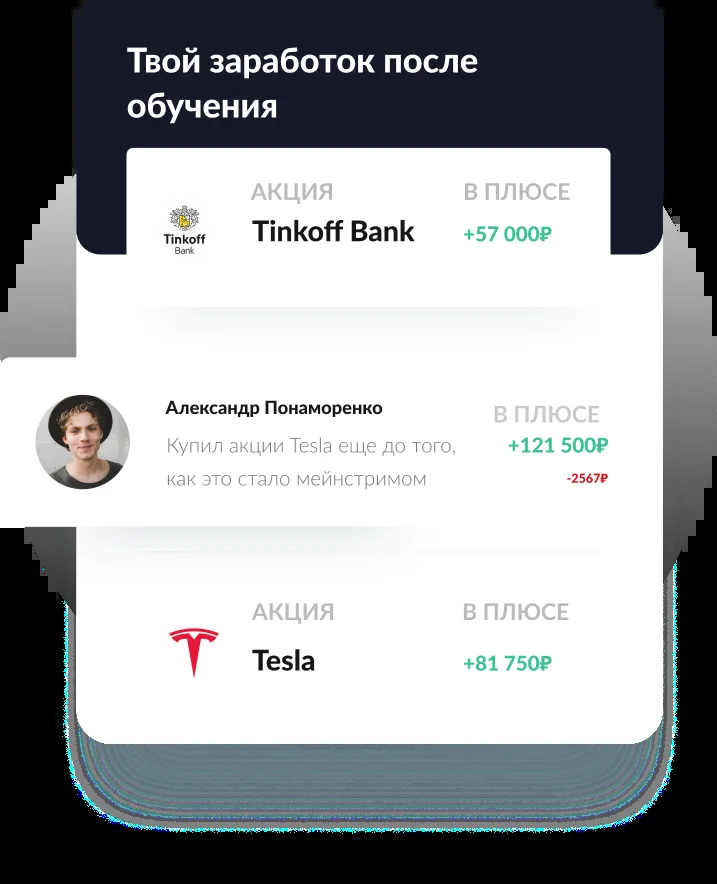 Твой заработок после
обучения
АКЦИЯ
В ПЛЮСЕ
Tinkoff
Bank
Tinkoff Bank
+57 000₽
Александр Понаморенко
В ПЛЮСЕ
Купил акции Tesla еще до того,
+121 500₽
как это стало мейнстримом
-2567₽
АКЦИЯ
В ПЛЮСЕ
Tesla
+81 750₽